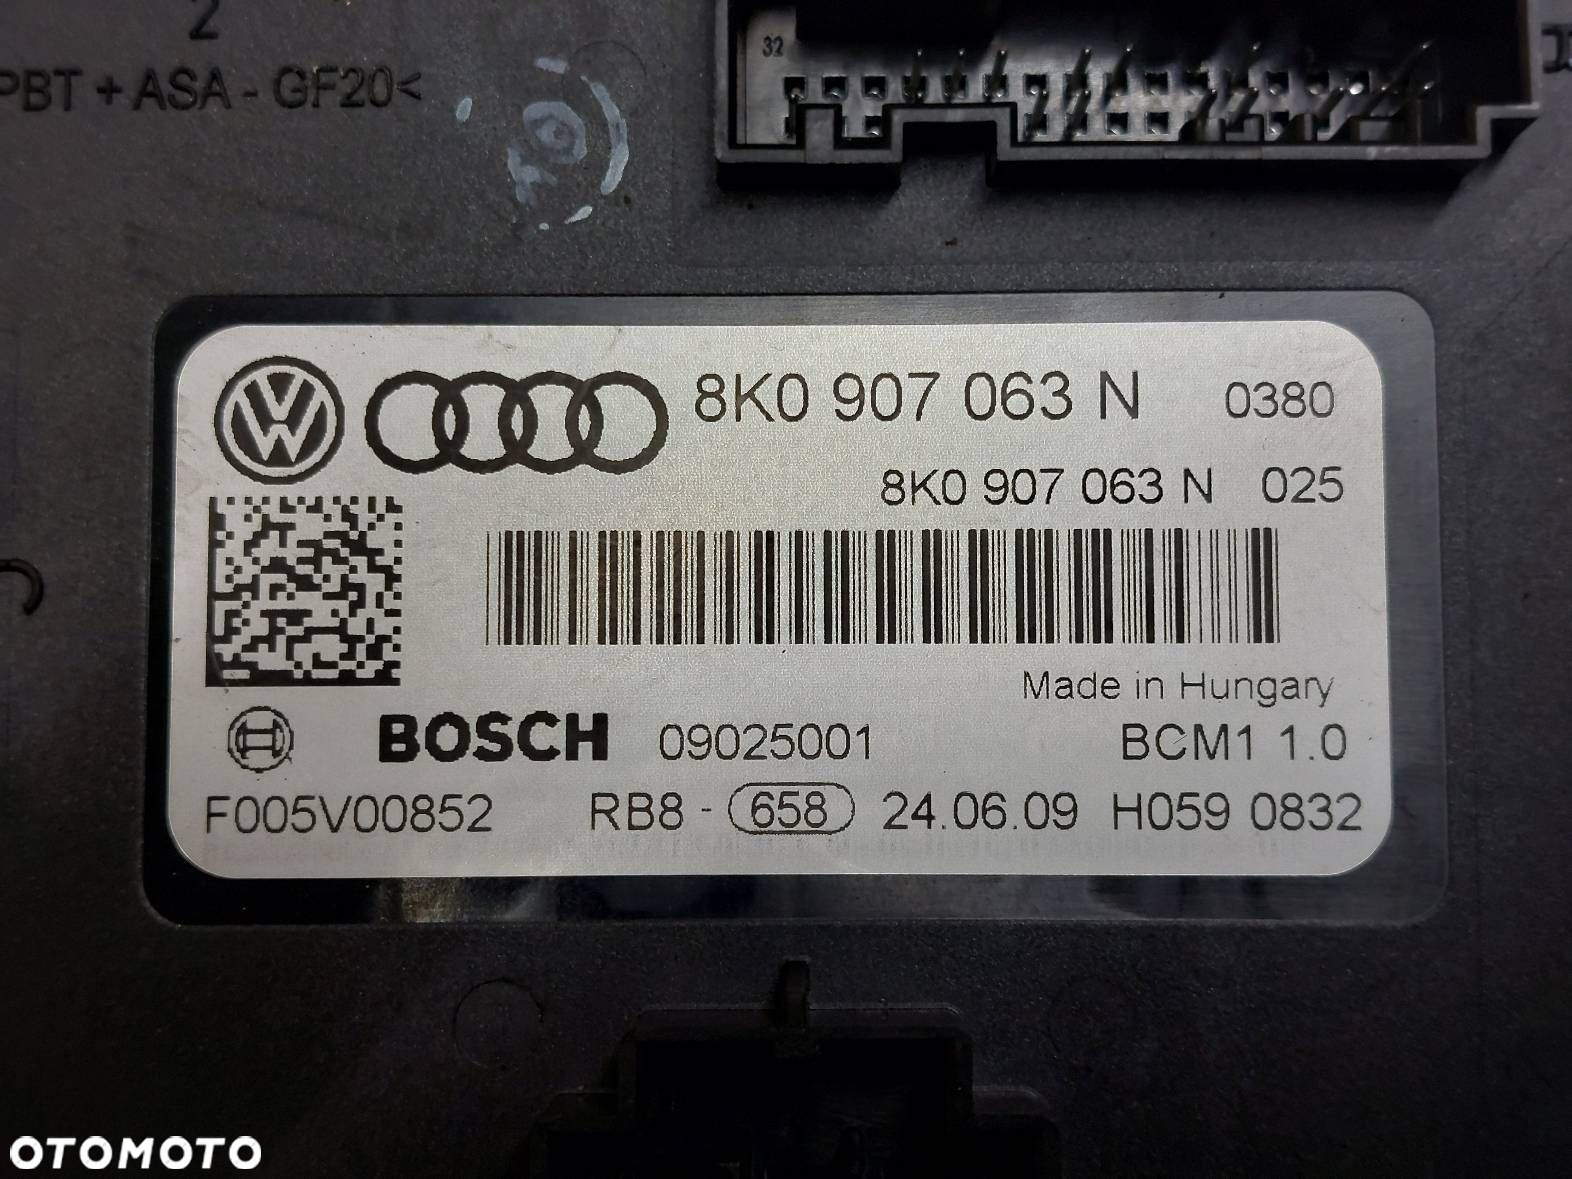 2
PBT + ASA - GF20<
32
8K0 907 063 N 0380
8K0 907 063 N 025
Made in Hungary
BOSCH 09025001 BCM1 1.0
F005V00852 RB8 - 658 24.06.09 H059 0832
OTOMOTO